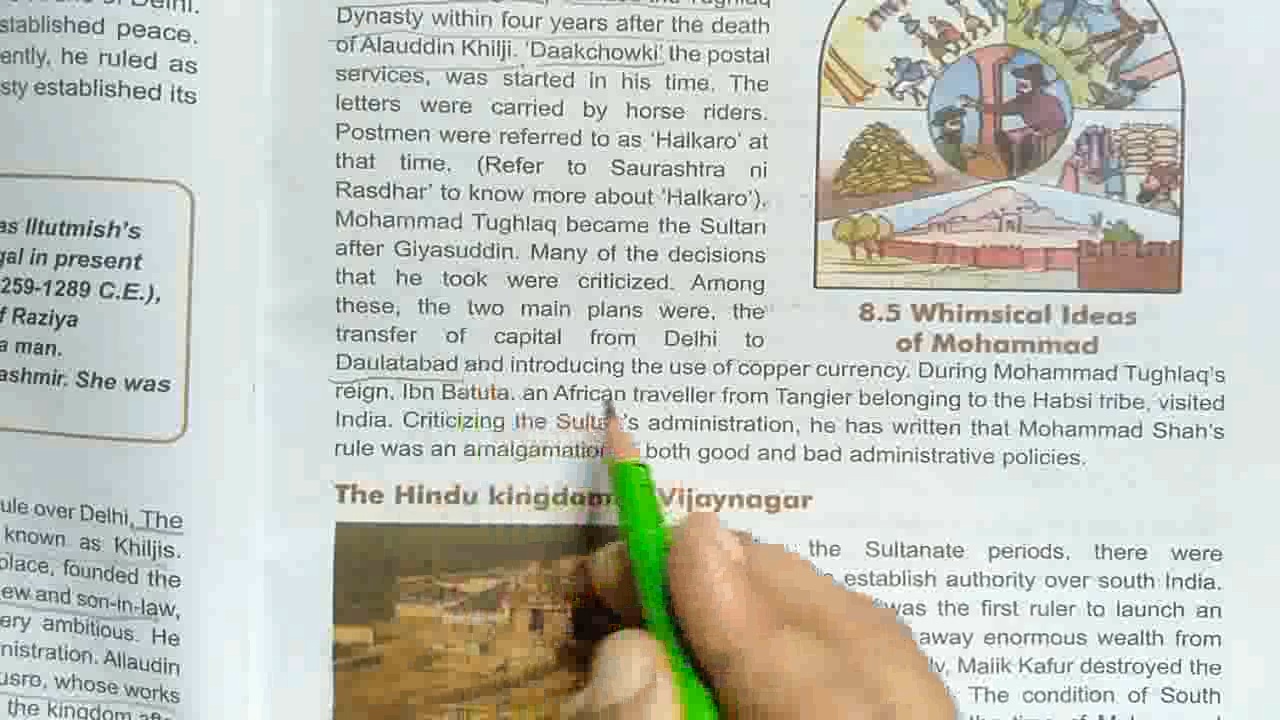 of Delhi.
stablished peace.
ently, he ruled as
sty established its
as Iltutmish's
gal in present
259-1289 C.E.),
f Raziya
a man.
ashmir. She was
ule over Delhi, The
known as Khiljis.
place, founded the
ew and son-in-law,
ery ambitious. He
nistration. Allaudin
usro, whose works
the kingdom
Dynasty within four years after the death
of Alauddin Khilji. 'Daakchowki' the postal
services, was started in his time. The
letters were carried by horse riders.
Postmen were referred to as 'Halkaro' at
that time. (Refer to Saurashtra ni
Rasdhar' to know more about 'Halkaro').
Mohammad Tughlaq became the Sultan
after Giyasuddin. Many of the decisions
that he took were criticized. Among
these, the two main plans were, the
transfer of capital from Delhi to
Daulatabad and introducing the use of copper currency. During Mohammad Tughlaq's
reign, Ibn Batuta, an African traveller from Tangier belonging to the Habsi tribe, visited
India. Criticizing the Sulta 's administration, he has written that Mohammad Shah's
rule was an amalgamation both good and bad administrative policies.
8.5 Whimsical Ideas
of Mohammad
The Hindu kingdom Vijaynagar
the Sultanate periods, there were
establish authority over south India.
was the first ruler to launch an
away enormous wealth from
ly, Malik Kafur destroyed the
The condition of South